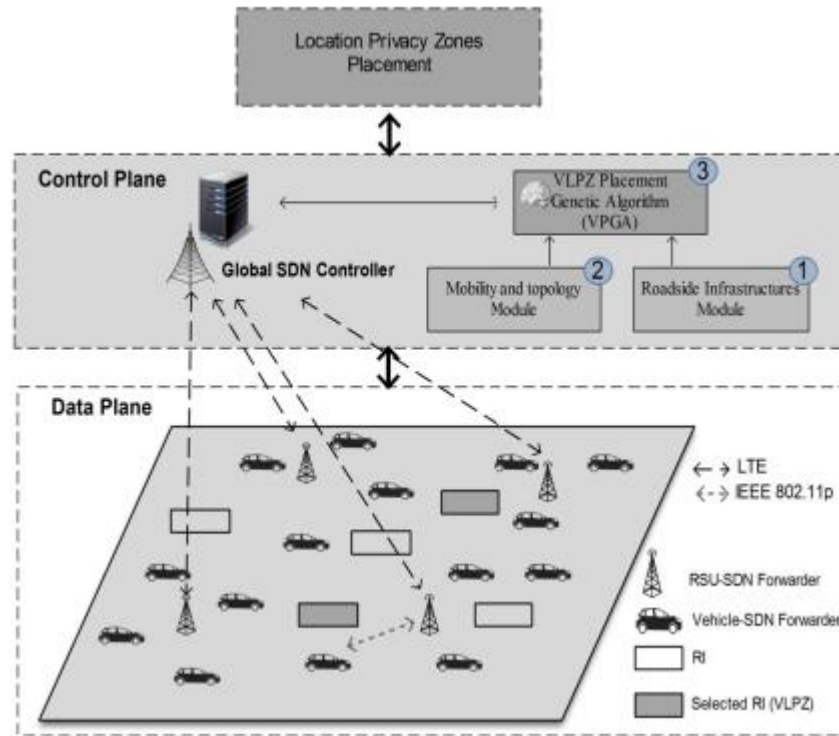 Location Privacy Zones
Placement
Control Plane
3
VLPZ Placement
Genetic Algorithm
(VPGA)
Global SDN Controller
2
Mobility and topology
Module
1
Roadside Infrastructures
Module
Data Plane
LTE
IEEE 802.11p
RSU-SDN Forwarder
Vehicle-SDN Forwarder
RI
Selected RI (VLPZ)